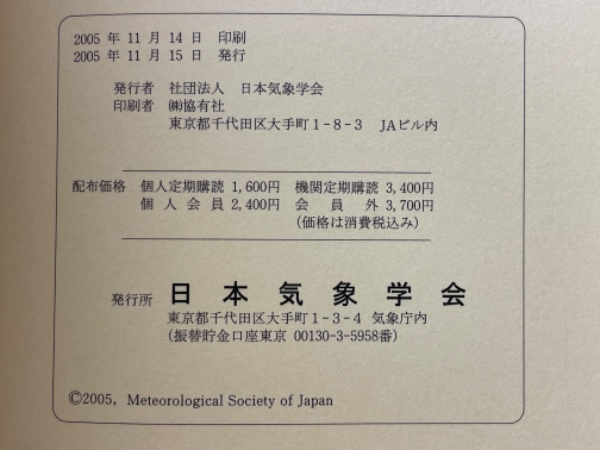 2005 年 11 月 14 日　印刷
2005 年 11 月 15 日　発行
発行者　社団法人　日本気象学会
印刷者　㈱協有社
東京都千代田区大手町1-8-3　JAビル内
配布価格　個人定期購読 1,600円　機関定期購読 3,400円
個 人 会 員 2,400円　会 員 外 3,700円
(価格は消費税込み)
発行所　日 本 気 象 学 会
東京都千代田区大手町1-3-4 気象庁内
(振替貯金口座東京 00130-3-5958番)
©2005, Meteorological Society of Japan